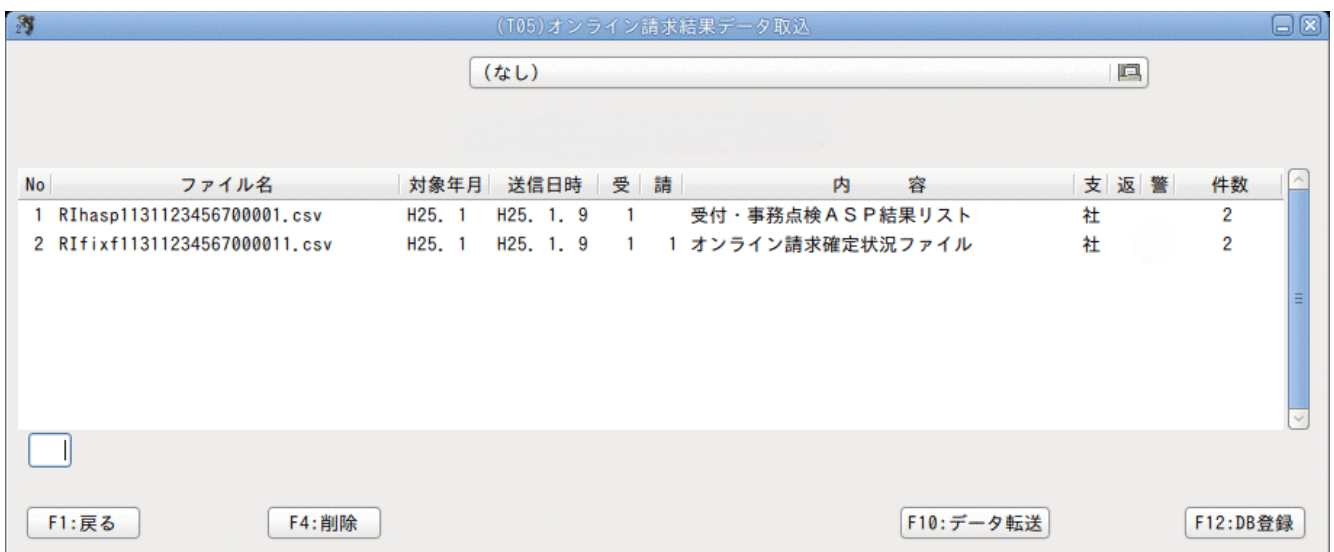 (T05)オンライン請求結果データ取込
(なし)
No ファイル名 対象年月 送信日時 受 請 内 容 支 返 警 件数
1 RIhasp1131123456700001.csv H25. 1 H25. 1. 9 1 受付・事務点検ASP結果リスト 社 2
2 RIfixf11311234567000011.csv H25. 1 H25. 1. 9 1 1 オンライン請求確定状況ファイル 社 2
F1:戻る F4:削除 F10:データ転送 F12:DB登録